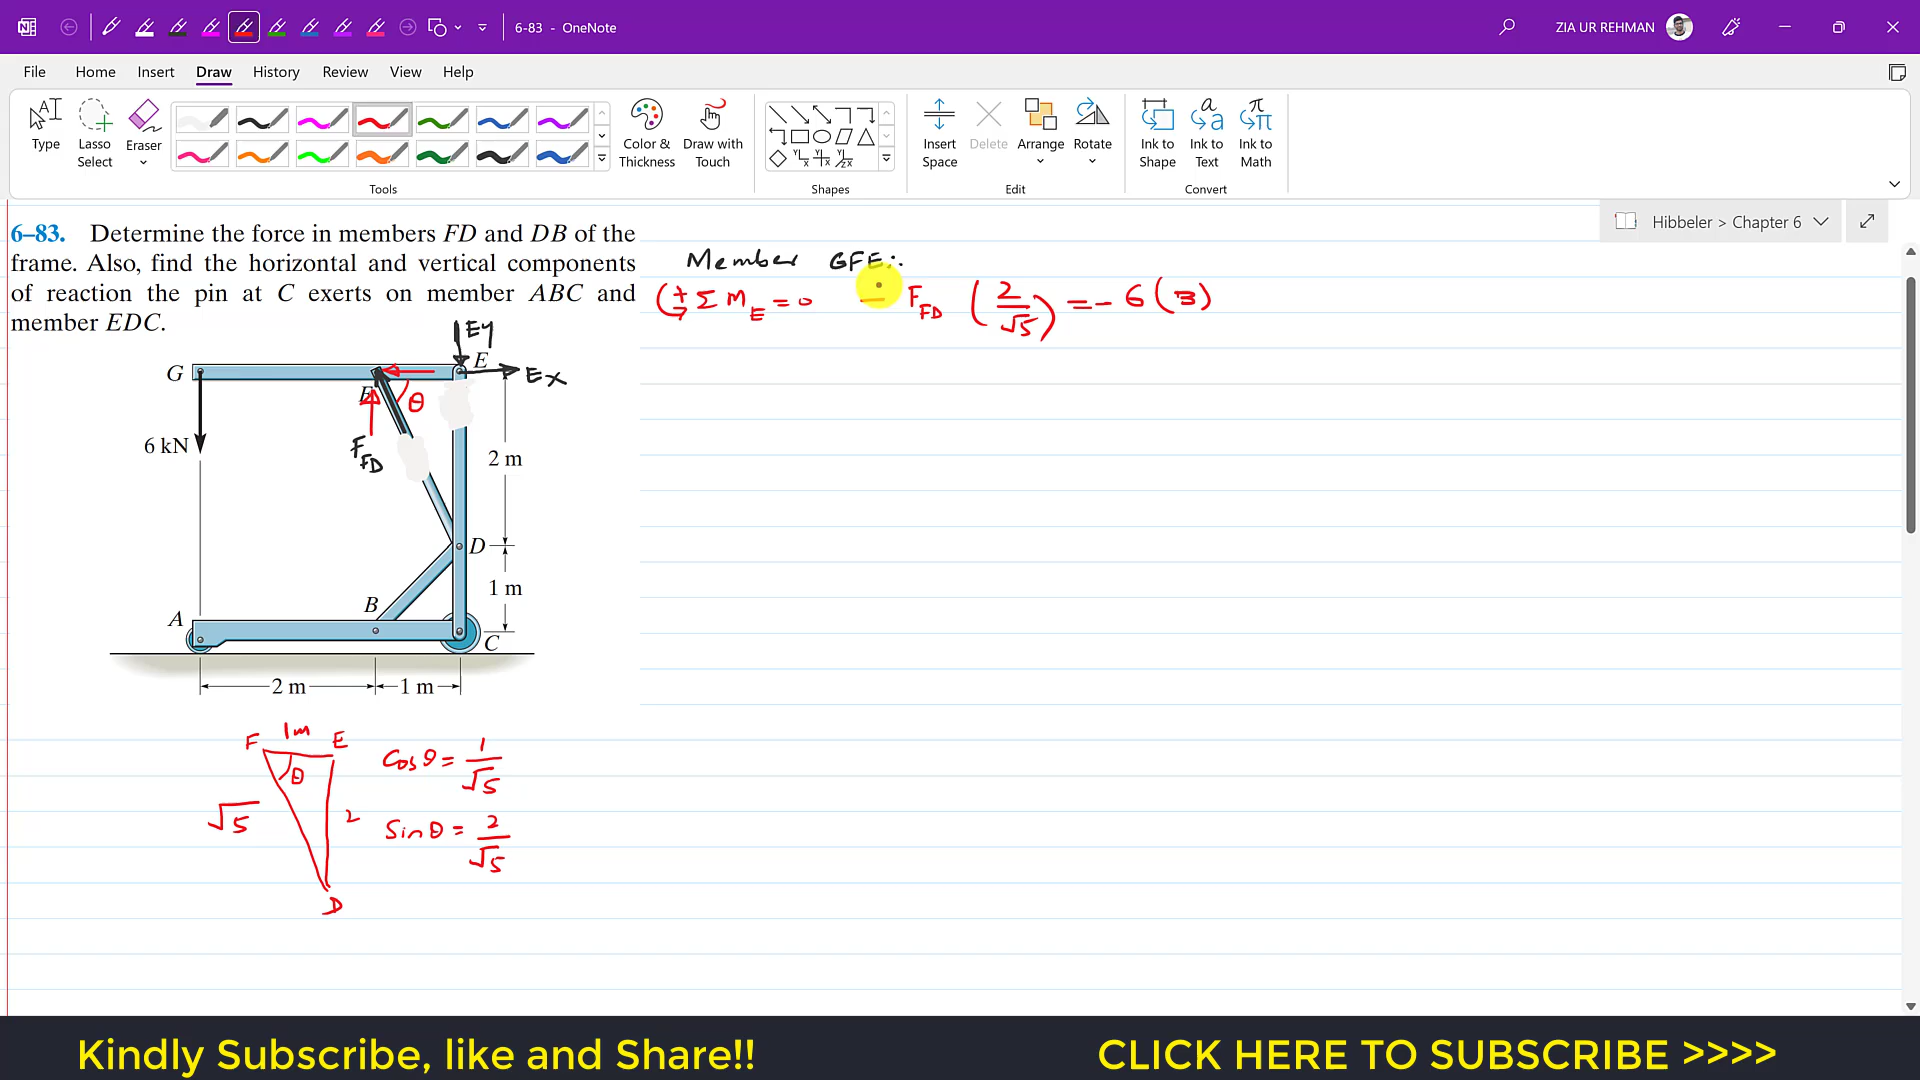 6-83 - OneNote
ZIA UR REHMAN
File Home Insert Draw History Review View Help
Type
Lasso Select
Eraser
Color & Thickness
Draw with Touch
Insert Space
Delete
Arrange
Rotate
Ink to Shape
Ink to Text
Ink to Math
Tools
Shapes
Edit
Convert
Hibbeler > Chapter 6
6–83. Determine the force in members FD and DB of the
frame. Also, find the horizontal and vertical components
of reaction the pin at C exerts on member ABC and
member EDC.
Member GFE:.
(+ Σ M_E = 0 − F_FD (2/√5) = − 6 (3)
Ey
G
E
Ex
F
θ
6 kN
F_FD
2 m
D
1 m
B
A
C
2 m
1 m
F 1m E
θ
√5
2
D
Cosθ = 1/√5
Sinθ = 2/√5
Kindly Subscribe, like and Share!!
CLICK HERE TO SUBSCRIBE >>>>